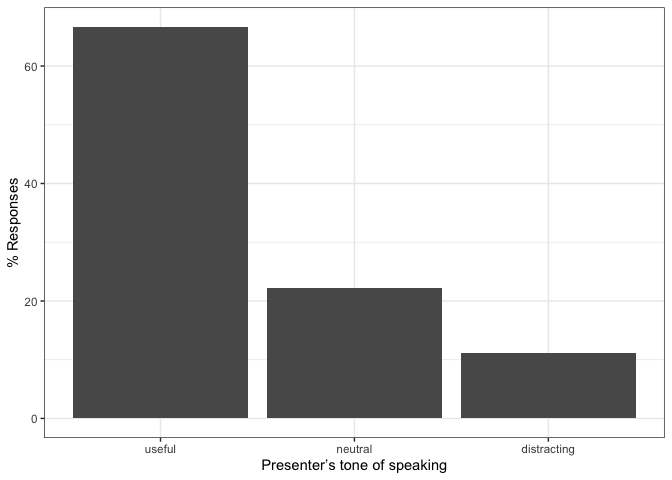 % Responses
60
40
20
0
useful
neutral
distracting
Presenter’s tone of speaking